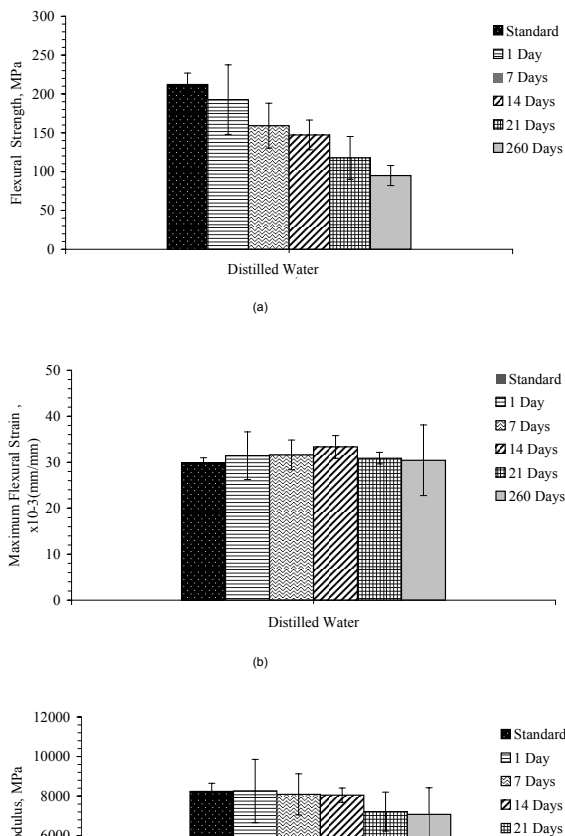 300
250
200
150
100
50
0
Flexural Strength, MPa
Standard
1 Day
7 Days
14 Days
21 Days
260 Days
Distilled Water
(a)
50
40
30
20
10
0
Maximum Flexural Strain ,
x10-3(mm/mm)
Standard
1 Day
7 Days
14 Days
21 Days
260 Days
Distilled Water
(b)
12000
10000
8000
6000
MPa
Standard
1 Day
7 Days
14 Days
21 Days